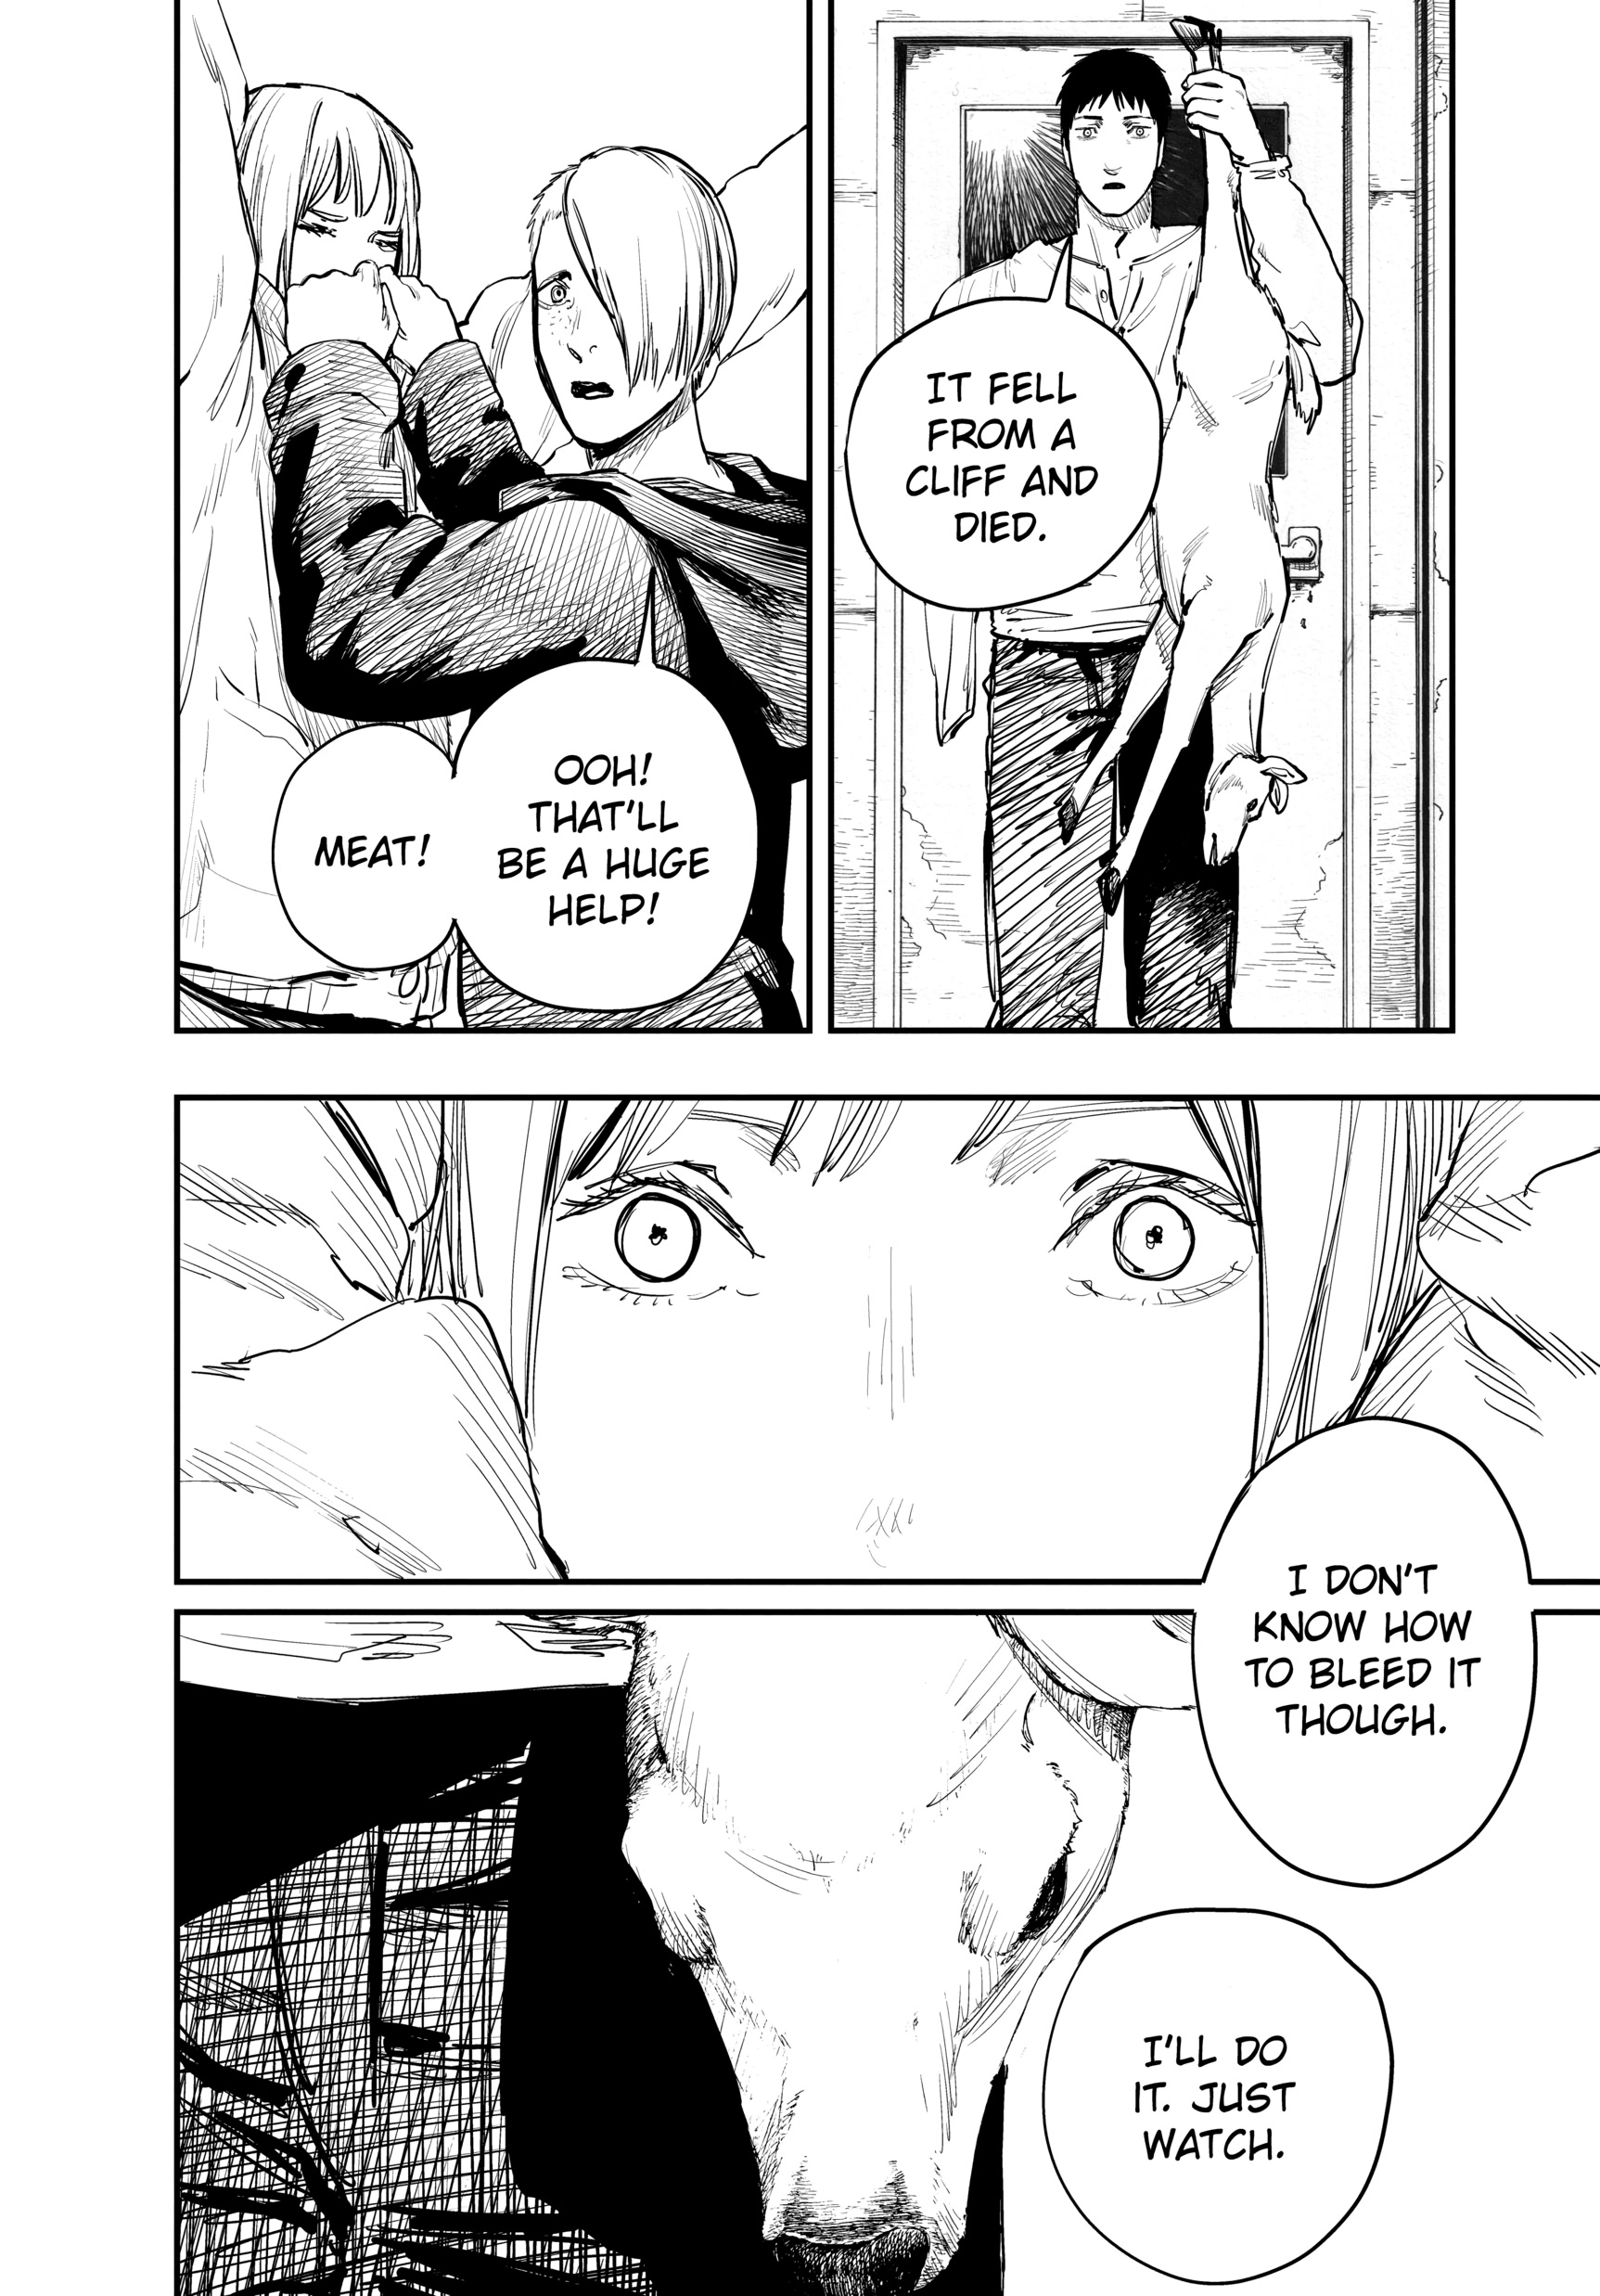 IT FELL
FROM A
CLIFF AND
DIED.
OOH!
THAT'LL
BE A HUGE
HELP!
MEAT!
I DON'T
KNOW HOW
TO BLEED IT
THOUGH.
I'LL DO
IT. JUST
WATCH.